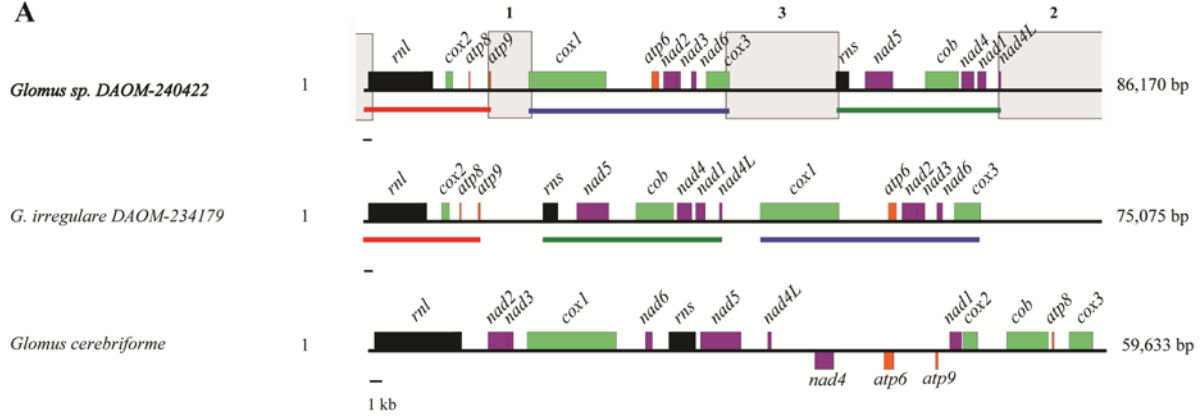 A 1 3 2
rnl cox2 atp8 atp9 cox1 atp6 nad2 nad3 nad6 cox3 rns nad5 cob nad4 nad1 nad4L
Glomus sp. DAOM-240422 1 86,170 bp
rnl cox2 atp8 atp9 rns nad5 cob nad4 nad1 nad4L cox1 atp6 nad2 nad3 nad6 cox3
G. irregulare DAOM-234179 1 75,075 bp
rnl nad2 nad3 cox1 nad6 rns nad5 nad4L nad1 cox2 cob atp8 cox3
Glomus cerebriforme 1 59,633 bp
nad4 atp6 atp9
1 kb